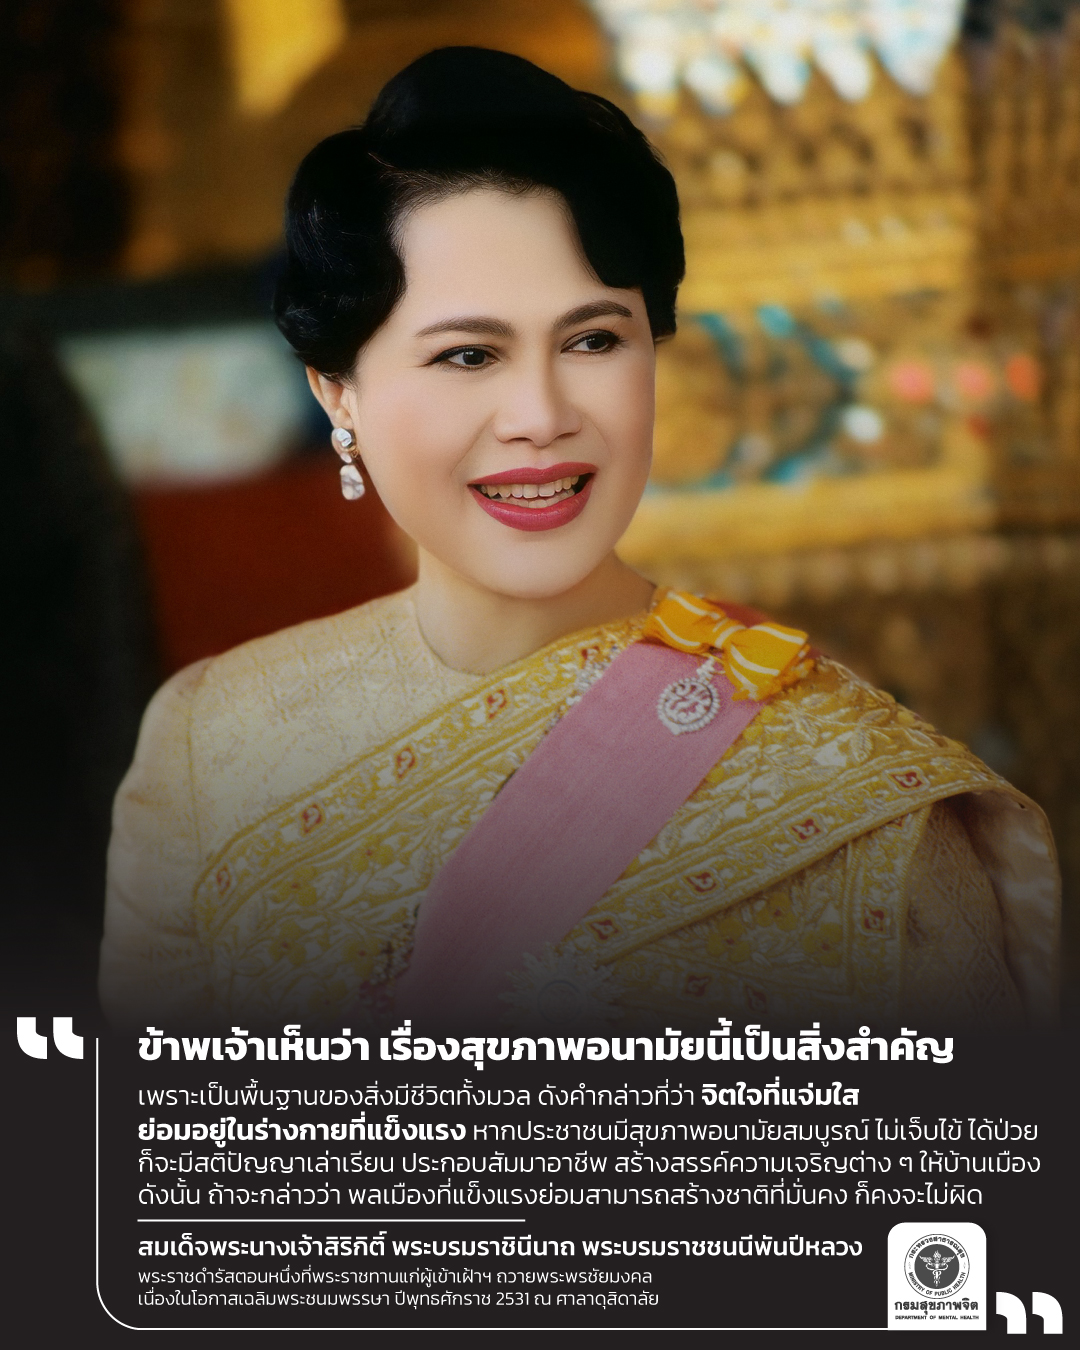 ข้าพเจ้าเห็นว่า เรื่องสุขภาพอนามัยนี้เป็นสิ่งสำคัญ
เพราะเป็นพื้นฐานของสิ่งมีชีวิตทั้งมวล ดังคำกล่าวที่ว่า จิตใจที่แจ่มใส
ย่อมอยู่ในร่างกายที่แข็งแรง หากประชาชนมีสุขภาพอนามัยสมบูรณ์ ไม่เจ็บไข้ ได้ป่วย
ก็จะมีสติปัญญาเล่าเรียน ประกอบสัมมาอาชีพ สร้างสรรค์ความเจริญต่าง ๆ ให้บ้านเมือง
ดังนั้น ถ้าจะกล่าวว่า พลเมืองที่แข็งแรงย่อมสามารถสร้างชาติที่มั่นคง ก็คงจะไม่ผิด
สมเด็จพระนางเจ้าสิริกิติ์ พระบรมราชินีนาถ พระบรมราชชนนีพันปีหลวง
พระราชดำรัสตอนหนึ่งที่พระราชทานแก่ผู้เข้าเฝ้าฯ ถวายพระพรชัยมงคล
เนื่องในโอกาสเฉลิมพระชนมพรรษา ปีพุทธศักราช 2531 ณ ศาลาดุสิดาลัย
กระทรวงสาธารณสุข
MINISTRY OF PUBLIC HEALTH
กรมสุขภาพจิต
DEPARTMENT OF MENTAL HEALTH